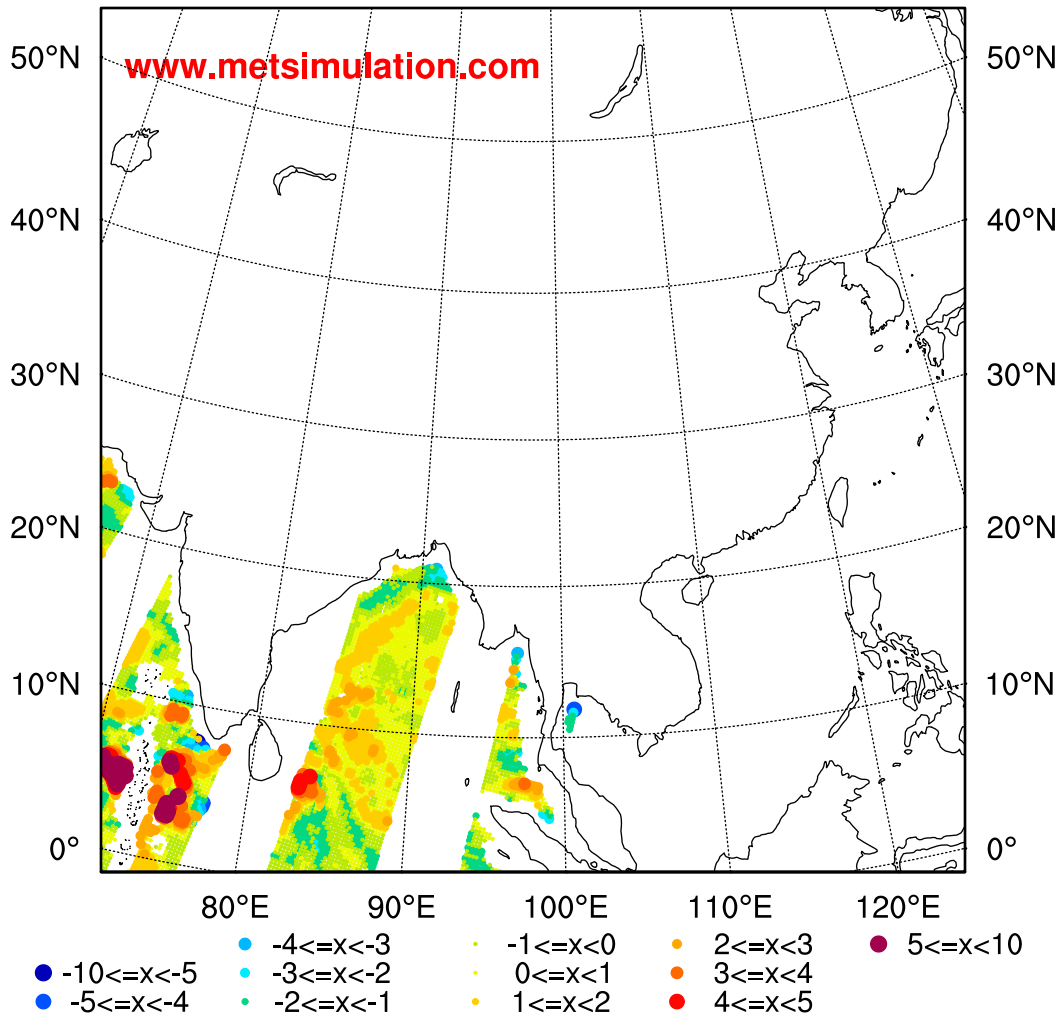 50°N 50°N
www.metsimulation.com
40°N 40°N
30°N 30°N
20°N 20°N
10°N 10°N
0° 0°
80°E 90°E 100°E 110°E 120°E
-4<=x<-3 -1<=x<0 2<=x<3 5<=x<10
-10<=x<-5 -3<=x<-2 0<=x<1 3<=x<4
-5<=x<-4 -2<=x<-1 1<=x<2 4<=x<5